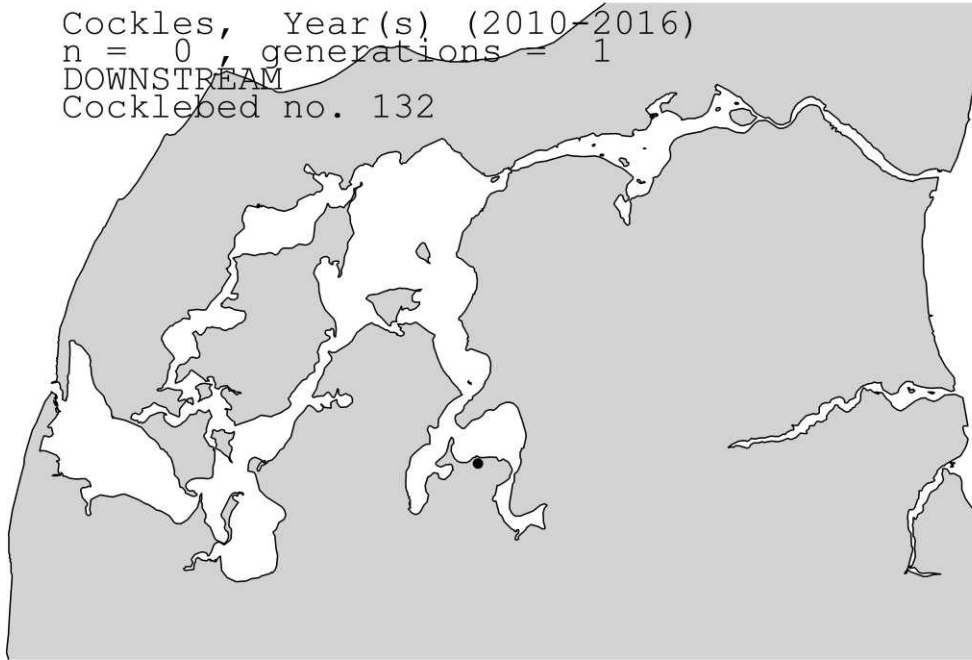 Cockles, Year(s) (2010-2016)
n = 0 , generations = 1
DOWNSTREAM
Cocklebed no. 132